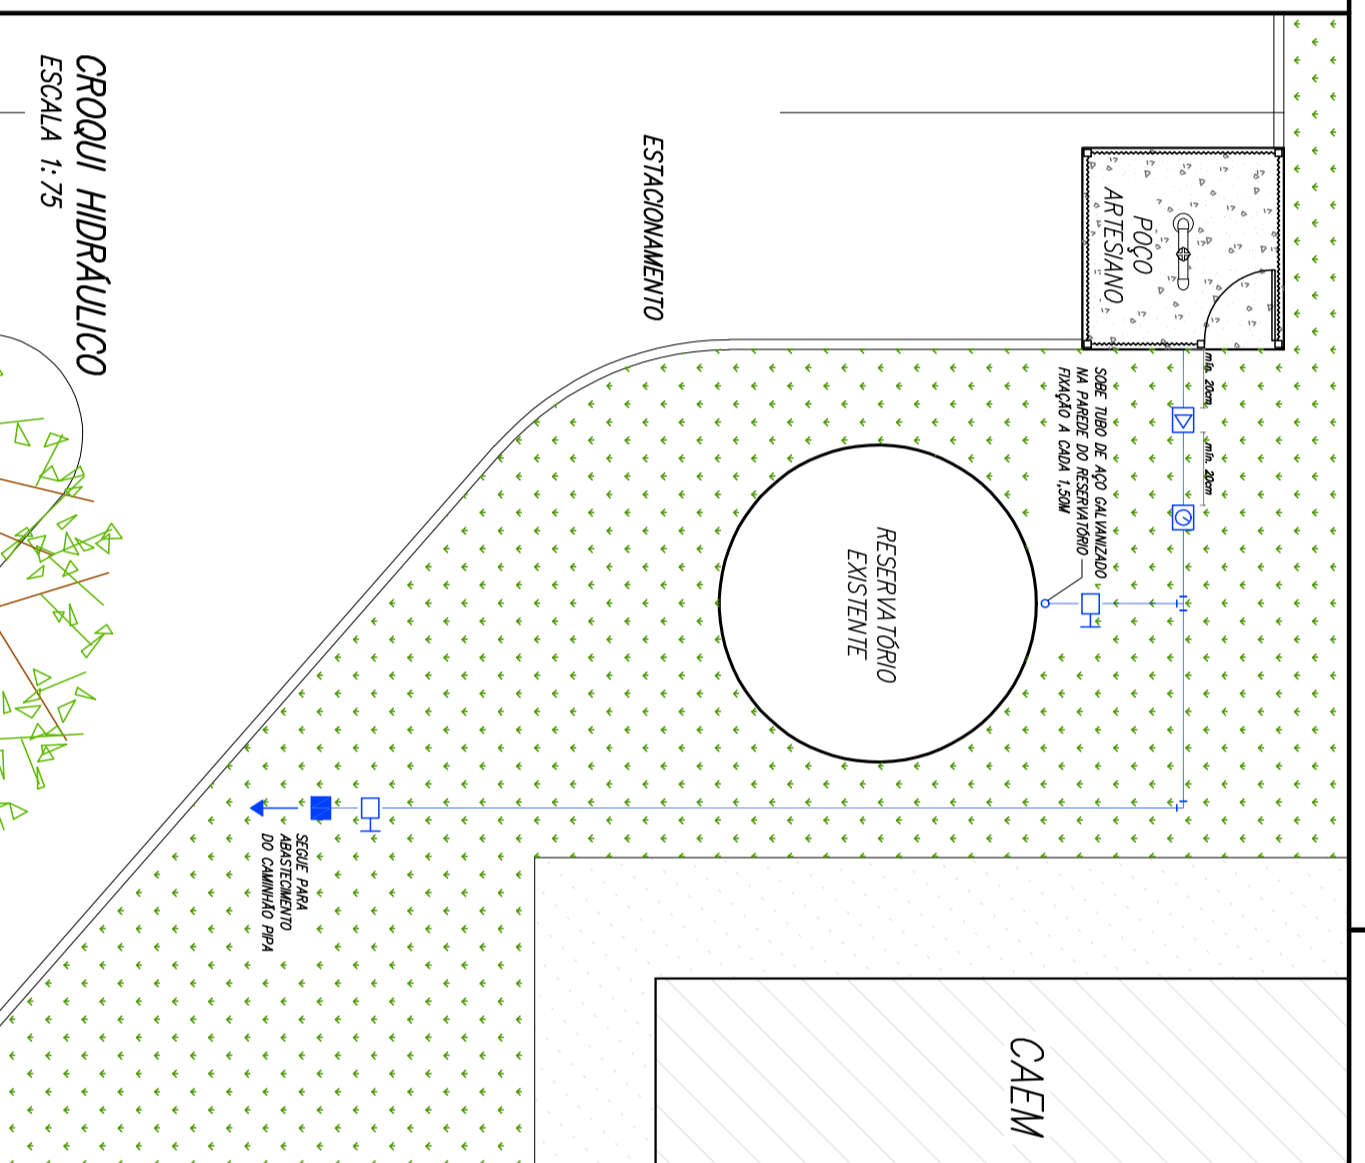 CROQUI HIDRÁULICO
ESCALA 1:75
ESTACIONAMENTO
POÇO
ARTESIANO
mín. 20cm
mín. 20cm
SOBE TUBO DE AÇO GALVANIZADO
NA PAREDE DO RESERVATÓRIO
FIXAÇÃO A CADA 1,50M
RESERVATÓRIO
EXISTENTE
SEGUE PARA
ABASTECIMENTO
DO CAMINHÃO PIPA
CAEM